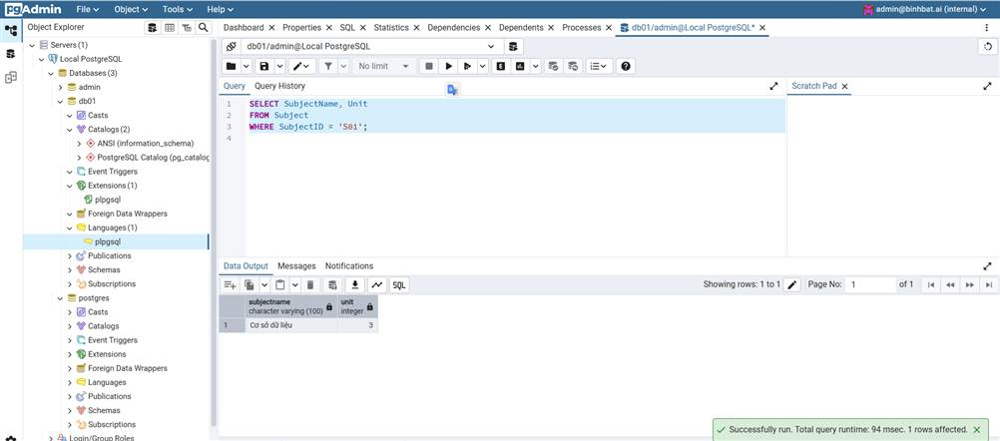 pgAdmin File Object Tools Help admin@binhbat.ai (internal)
Object Explorer
Dashboard Properties SQL Statistics Dependencies Dependents Processes db01/admin@Local PostgreSQL*
Servers (1)
Local PostgreSQL
Databases (3)
admin
db01
Casts
Catalogs (2)
ANSI (information_schema)
PostgreSQL Catalog (pg_catalog
Event Triggers
Extensions (1)
plpgsql
Foreign Data Wrappers
Languages (1)
plpgsql
Publications
Schemas
Subscriptions
postgres
Casts
Catalogs
Event Triggers
Extensions
Foreign Data Wrappers
Languages
Publications
Schemas
Subscriptions
Login/Group Roles
db01/admin@Local PostgreSQL
No limit
Query Query History
Scratch Pad
1 SELECT SubjectName, Unit
2 FROM Subject
3 WHERE SubjectID = 'S01';
4
Data Output Messages Notifications
SQL Showing rows: 1 to 1 Page No: 1 of 1
subjectname
character varying (100)
unit
integer
1 Cơ sở dữ liệu 3
Successfully run. Total query runtime: 94 msec. 1 rows affected.